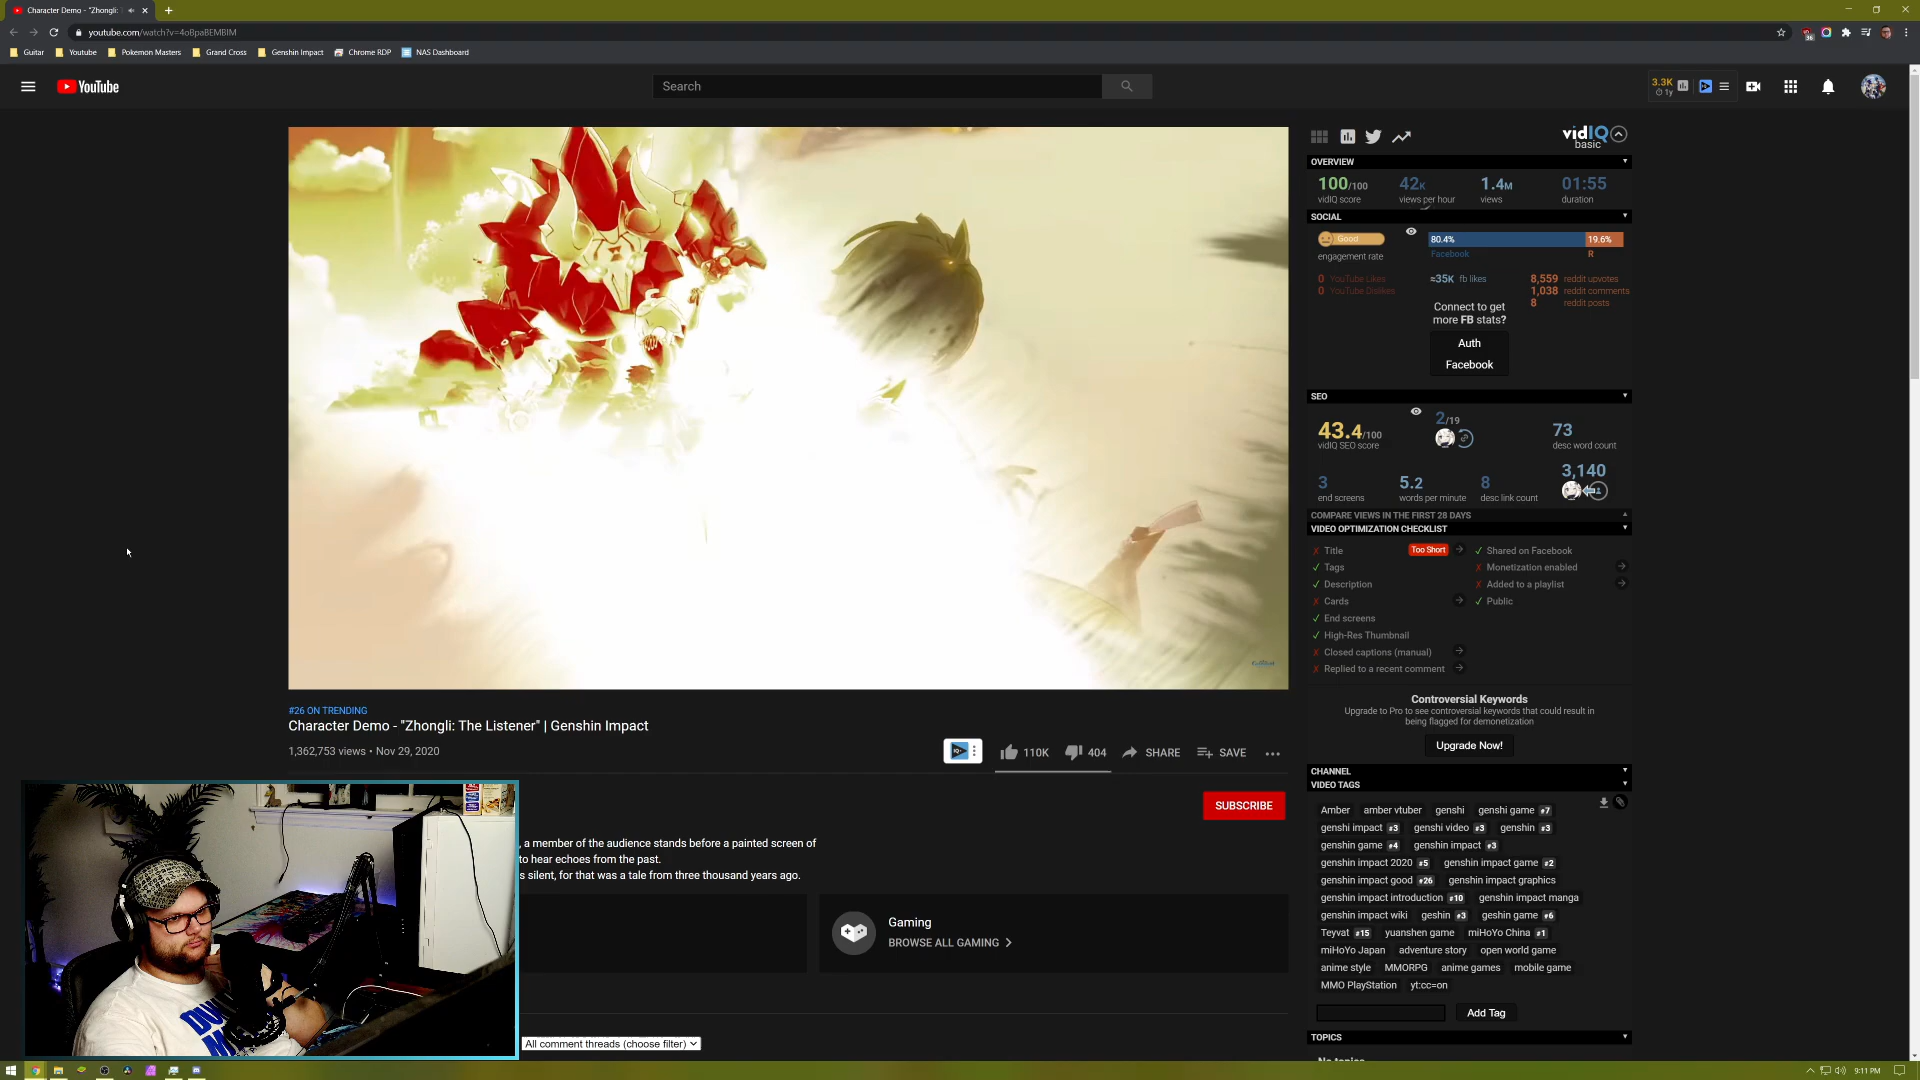 Character Demo - "Zhongli:
youtube.com/watch?v=4oBpaBEMBIM
Guitar Youtube Pokemon Masters Grand Cross Genshin Impact Chrome RDP NAS Dashboard
YouTube
Search
3.3K
1y
vidIQ
basic
OVERVIEW
100/100 42K 1.4M 01:55
vidIQ score views per hour views duration
SOCIAL
Good 80.4% 19.6%
engagement rate Facebook R
0 YouTube Likes ≈35K fb likes 8,559 reddit upvotes
0 YouTube Dislikes 1,038 reddit comments
8 reddit posts
Connect to get
more FB stats?
Auth
Facebook
SEO
43.4/100 2/19 73
vidIQ SEO score desc word count
3 5.2 8 3,140
end screens words per minute desc link count
COMPARE VIEWS IN THE FIRST 28 DAYS
VIDEO OPTIMIZATION CHECKLIST
Title Too Short Shared on Facebook
Tags Monetization enabled
Description Added to a playlist
Cards Public
End screens
High-Res Thumbnail
Closed captions (manual)
Replied to a recent comment
Controversial Keywords
Upgrade to Pro to see controversial keywords that could result in
being flagged for demonetization
Upgrade Now!
CHANNEL
VIDEO TAGS
Amber amber vtuber genshi genshi game #7
genshi impact #3 genshi video #3 genshin #3
genshin game #4 genshin impact #3
genshin impact 2020 #5 genshin impact game #2
genshin impact good #26 genshin impact graphics
genshin impact introduction #10 genshin impact manga
genshin impact wiki geshin #3 geshin game #6
Teyvat #15 yuanshen game miHoYo China #1
miHoYo Japan adventure story open world game
anime style MMORPG anime games mobile game
MMO PlayStation yt:cc=on
Add Tag
TOPICS
No topics
#26 ON TRENDING
Character Demo - "Zhongli: The Listener" | Genshin Impact
1,362,753 views • Nov 29, 2020
110K 404 SHARE SAVE
SUBSCRIBE
, a member of the audience stands before a painted screen of
to hear echoes from the past.
s silent, for that was a tale from three thousand years ago.
Gaming
BROWSE ALL GAMING
All comment threads (choose filter)
9:11 PM